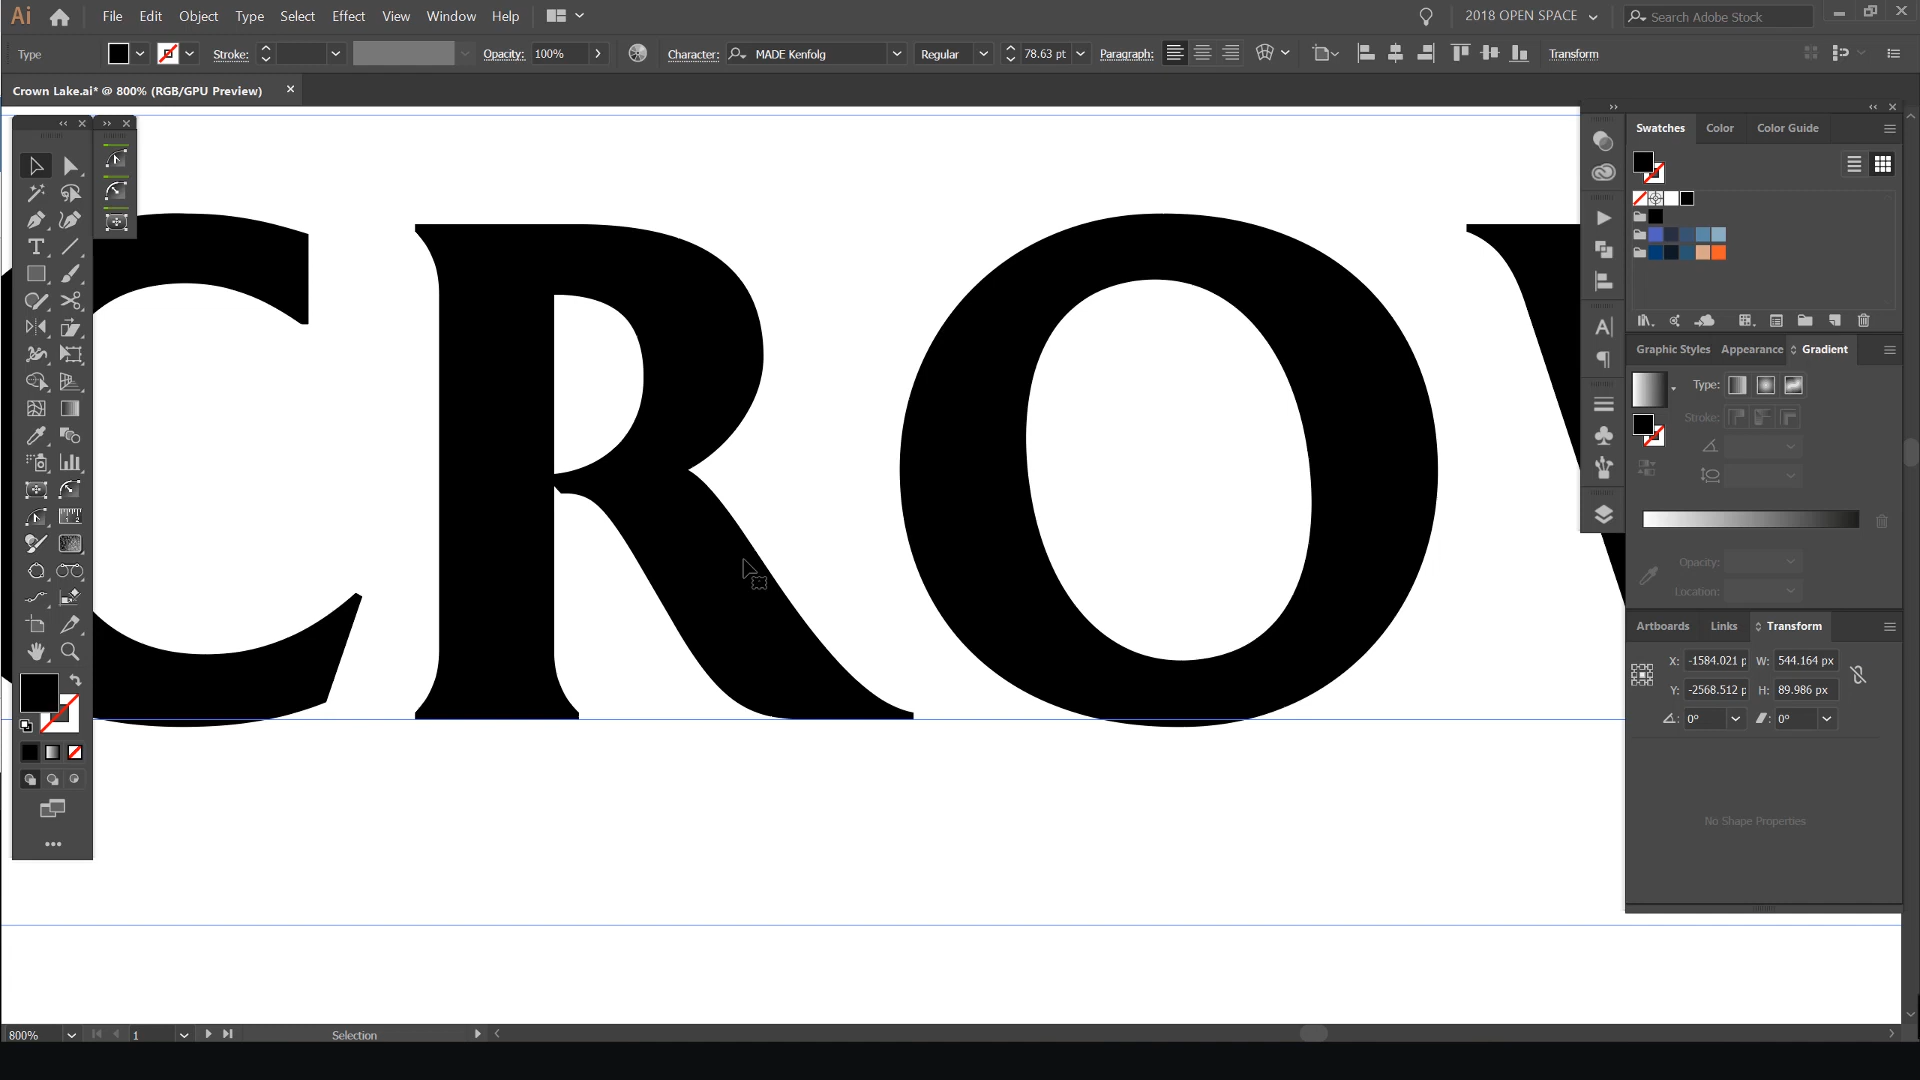 Ai File Edit Object Type Select Effect View Window Help 2018 OPEN SPACE Search Adobe Stock
Type Stroke: Opacity: 100% Character: MADE Kenfolg Regular 78.63 pt Paragraph: Transform
Crown Lake.ai* @ 800% (RGB/GPU Preview)
CRO
Swatches Color Color Guide
Graphic Styles Appearance Gradient
Type:
Stroke:
Opacity:
Location:
Artboards Links Transform
X: -1584.021 p W: 544.164 px
Y: -2568.512 p H: 89.986 px
0° 0°
No Shape Properties
800% 1 Selection